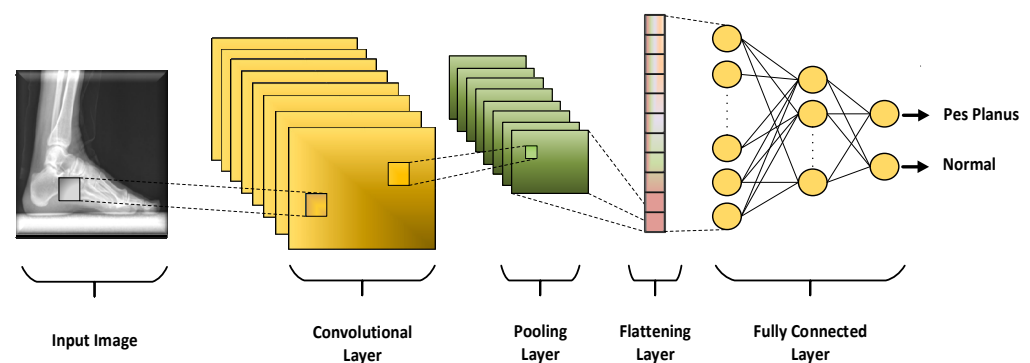 Pes Planus
Normal
Input Image
Convolutional
Layer
Pooling
Layer
Flattening
Layer
Fully Connected
Layer